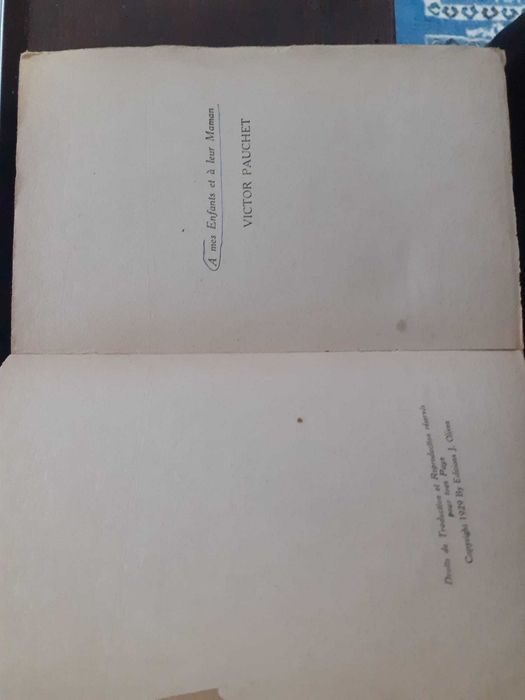 Droits de Traduction et Reproduction réservés
pour tous Pays
Copyright 1929 By Editions J. Oliven
A mes Enfants et à leur Maman
VICTOR PAUCHET